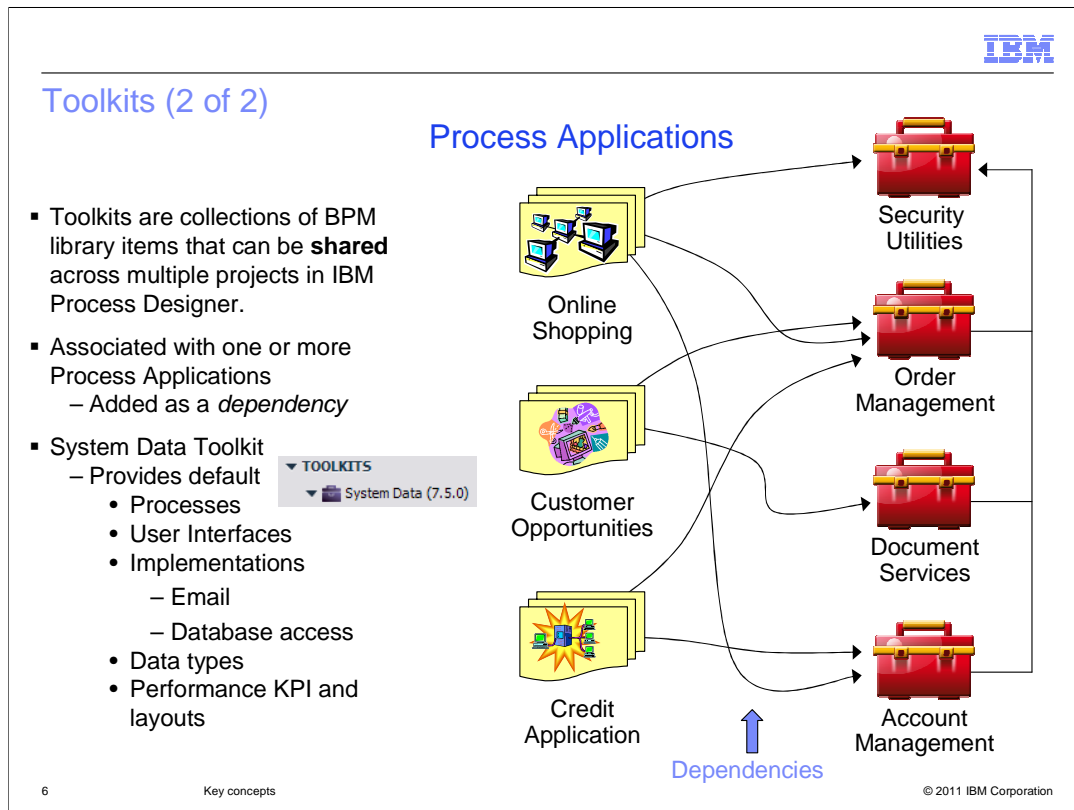 IBM
Toolkits (2 of 2)
Process Applications
▪ Toolkits are collections of BPM
library items that can be shared
across multiple projects in IBM
Process Designer.
▪ Associated with one or more
Process Applications
– Added as a dependency
▪ System Data Toolkit
– Provides default
• Processes
• User Interfaces
• Implementations
– Email
– Database access
• Data types
• Performance KPI and
layouts
TOOLKITS
System Data (7.5.0)
Online
Shopping
Customer
Opportunities
Credit
Application
Security
Utilities
Order
Management
Document
Services
Account
Management
Dependencies
6
Key concepts
© 2011 IBM Corporation